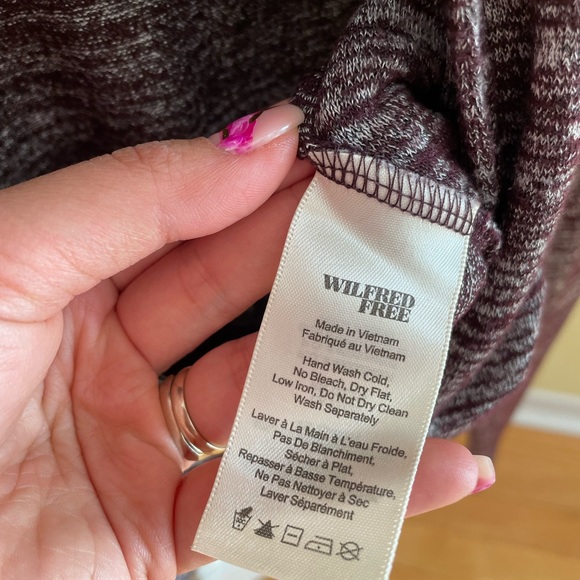 WILFRED
FREE
Made in Vietnam
Fabriqué au Vietnam
Hand Wash Cold,
No Bleach, Dry Flat,
Low Iron, Do Not Dry Clean
Wash Separately
Laver à La Main à L'eau Froide,
Pas De Blanchiment,
Sécher à Plat,
Repasser à Basse Température,
Ne Pas Nettoyer à Sec
Laver Séparément